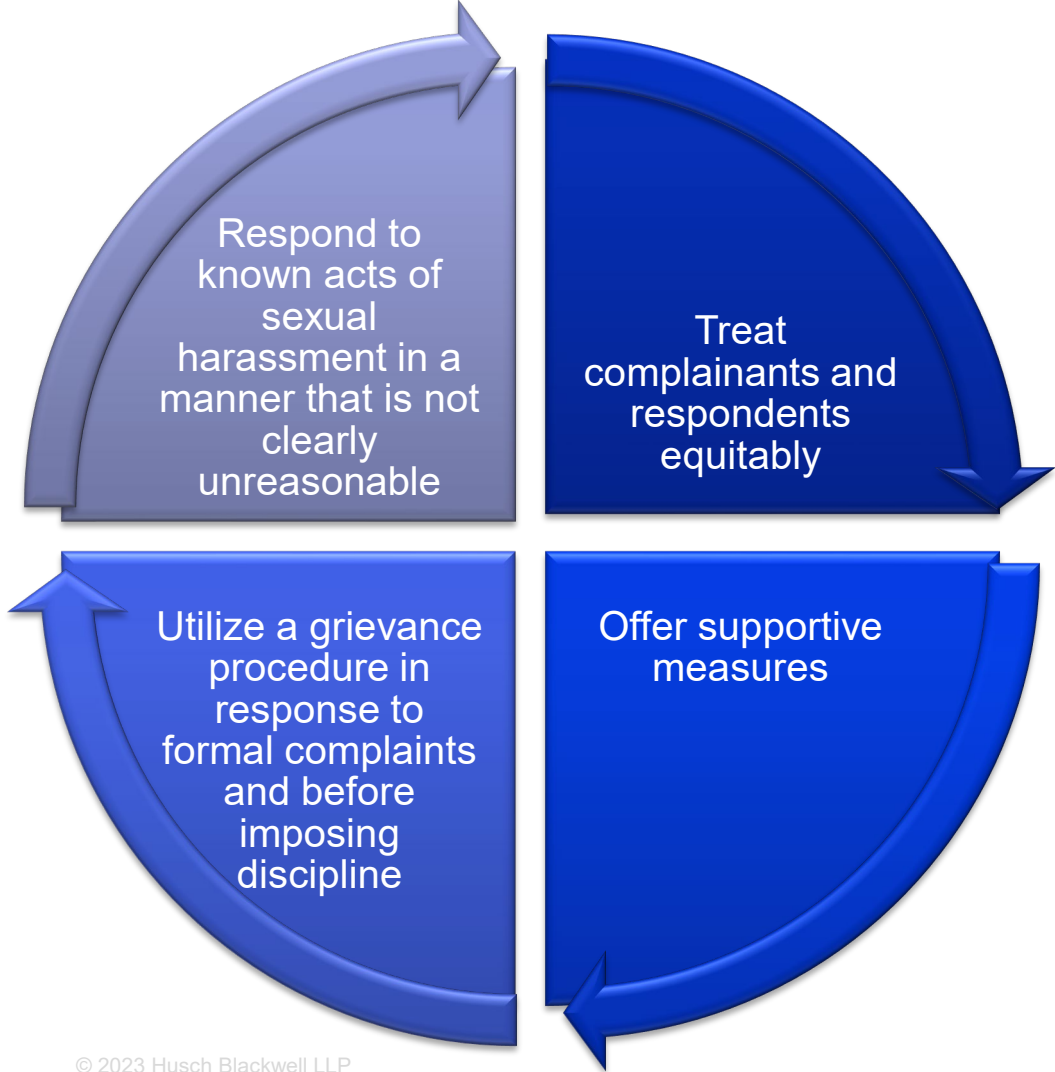 Respond to
known acts of
sexual
harassment in a
manner that is not
clearly
unreasonable
Treat
complainants and
respondents
equitably
Offer supportive
measures
Utilize a grievance
procedure in
response to
formal complaints
and before
imposing
discipline
© 2023 Husch Blackwell LLP